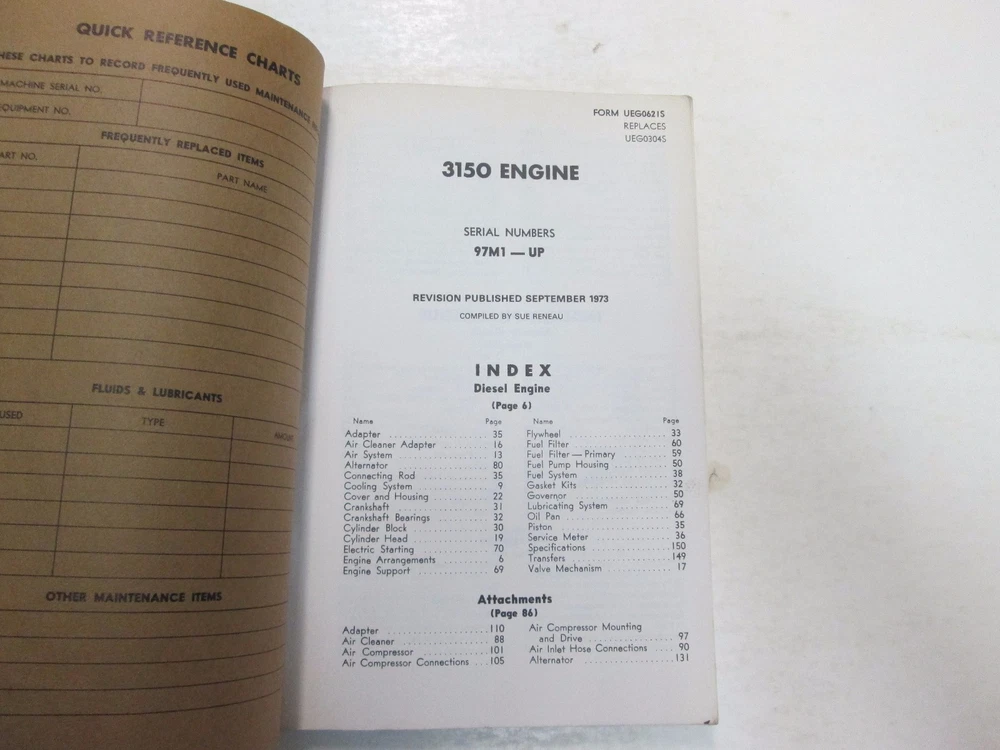 QUICK REFERENCE CHARTS
THESE CHARTS TO RECORD FREQUENTLY USED MAINTENANCE
MACHINE SERIAL NO.
EQUIPMENT NO.
FREQUENTLY REPLACED ITEMS
PART NO.
PART NAME
FLUIDS & LUBRICANTS
USED
TYPE
AMOUNT
OTHER MAINTENANCE ITEMS
FORM UEG0621S
REPLACES
UEG0304S
3150 ENGINE
SERIAL NUMBERS
97M1 — UP
REVISION PUBLISHED SEPTEMBER 1973
COMPILED BY SUE RENEAU
INDEX
Diesel Engine
(Page 6)
Name Page
Adapter 35
Air Cleaner Adapter 16
Air System 13
Alternator 80
Connecting Rod 35
Cooling System 9
Cover and Housing 22
Crankshaft 31
Crankshaft Bearings 32
Cylinder Block 30
Cylinder Head 19
Electric Starting 70
Engine Arrangements 6
Engine Support 69
Name Page
Flywheel 33
Fuel Filter 60
Fuel Filter — Primary 59
Fuel Pump Housing 50
Fuel System 38
Gasket Kits 32
Governor 50
Lubricating System 69
Oil Pan 66
Piston 35
Service Meter 36
Specifications 150
Transfers 149
Valve Mechanism 17
Attachments
(Page 86)
Adapter 110
Air Cleaner 88
Air Compressor 101
Air Compressor Connections 105
Air Compressor Mounting
and Drive 97
Air Inlet Hose Connections 90
Alternator 131